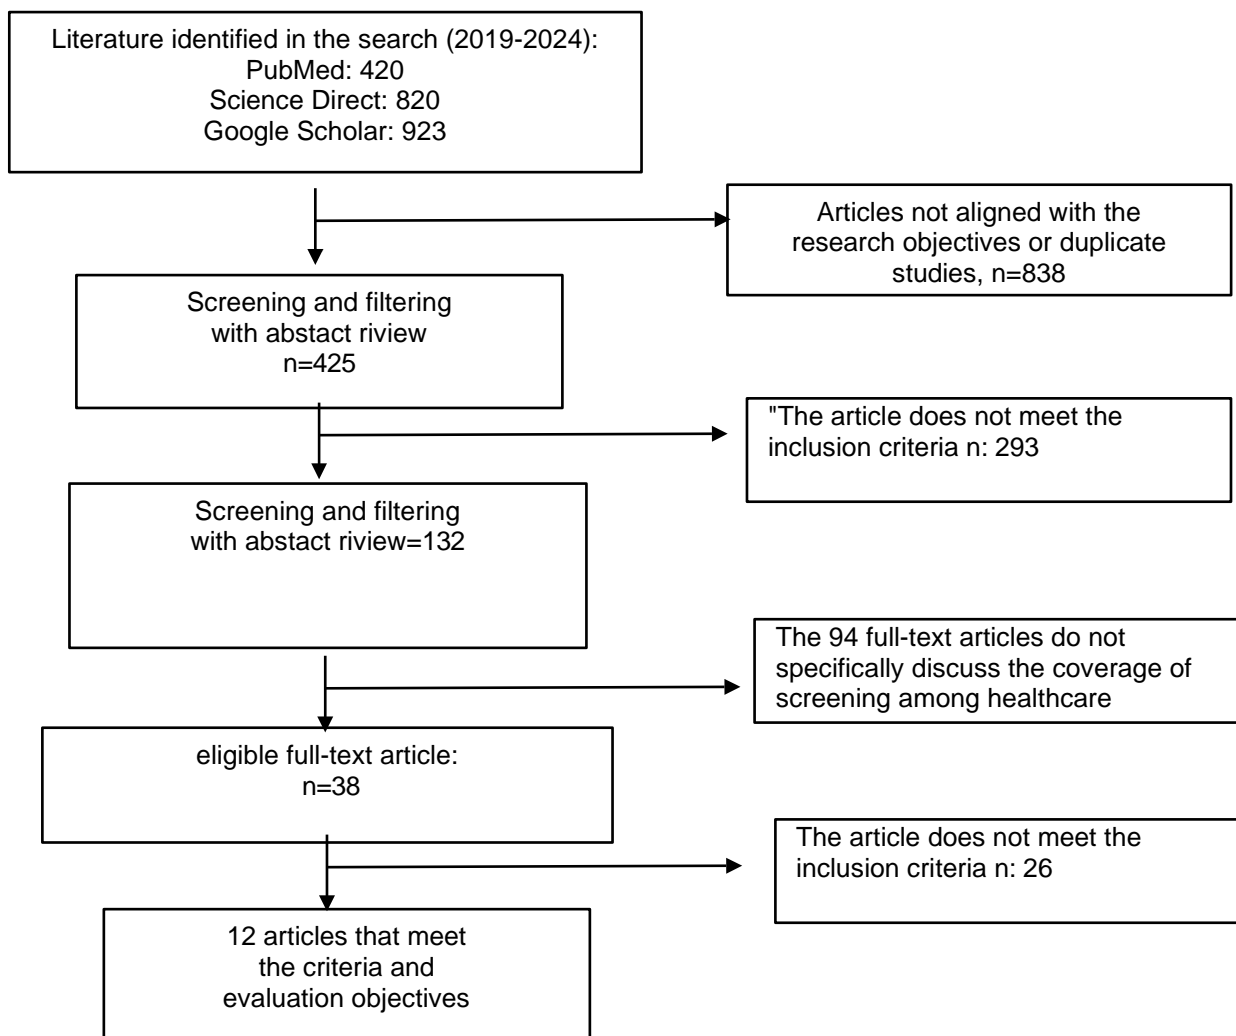 Literature identified in the search (2019-2024):
PubMed: 420
Science Direct: 820
Google Scholar: 923
Articles not aligned with the
research objectives or duplicate
studies, n=838
Screening and filtering
with abstact riview
n=425
"The article does not meet the
inclusion criteria n: 293
Screening and filtering
with abstact riview=132
The 94 full-text articles do not
specifically discuss the coverage of
screening among healthcare
eligible full-text article:
n=38
The article does not meet the
inclusion criteria n: 26
12 articles that meet
the criteria and
evaluation objectives